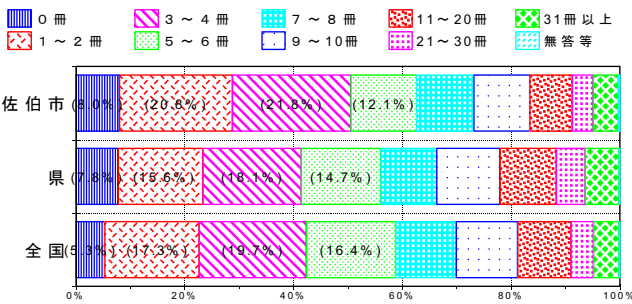 0冊 3～4冊 7～8冊 11～20冊 31冊以上
1～2冊 5～6冊 9～10冊 21～30冊 無答等
佐伯市 (8.0%) (20.8%) (21.8%) (12.1%)
県 (7.8%) (15.6%) (18.1%) (14.7%)
全国 (5.3%) (17.3%) (19.7%) (16.4%)
0% 20% 40% 60% 80% 100%